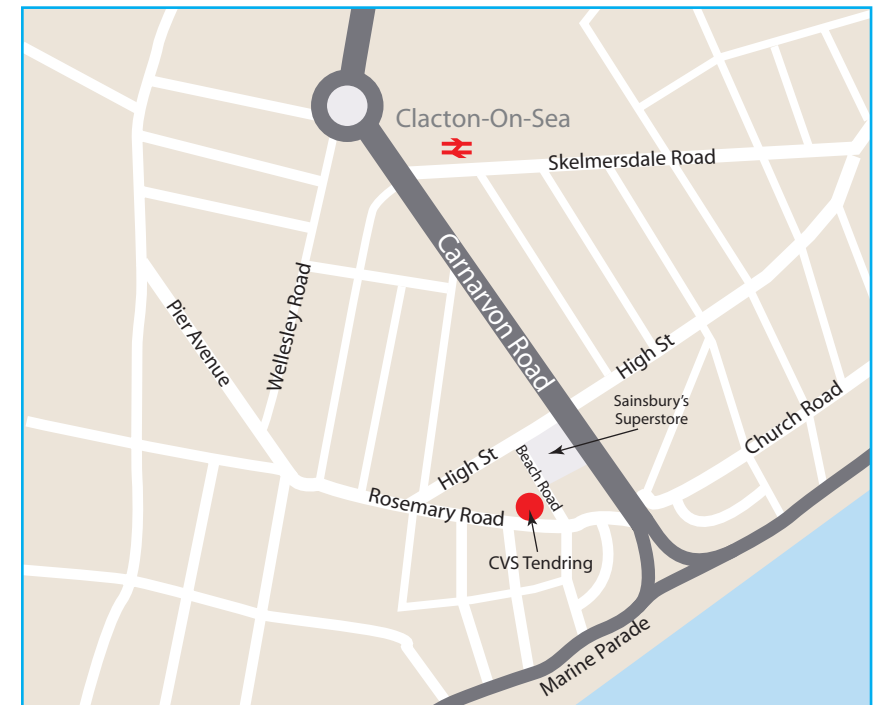 Clacton-On-Sea
Skelmersdale Road
Carnarvon Road
Wellesley Road
Pier Avenue
High St
Sainsbury's
Superstore
Church Road
High St
Beach Road
Rosemary Road
CVS Tendring
Marine Parade